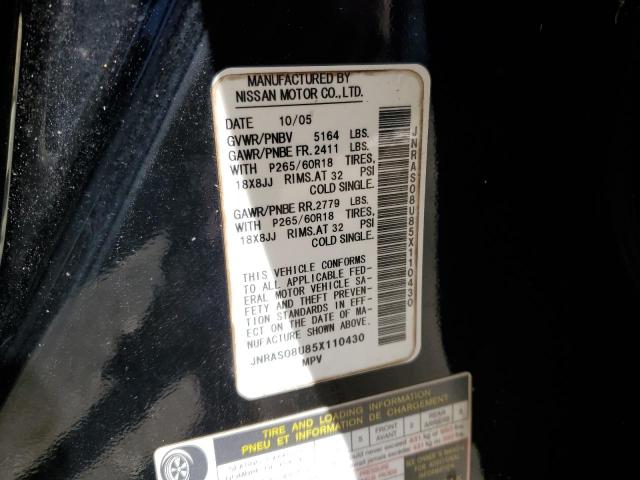 MANUFACTURED BY
NISSAN MOTOR CO.,LTD.
DATE 10/05
GVWR/PNBV 5164 LBS.
GAWR/PNBE FR.2411 LBS.
WITH P265/60R18 TIRES,
18X8JJ RIMS.AT 32 PSI
COLD SINGLE.
GAWR/PNBE RR.2779 LBS.
WITH P265/60R18 TIRES,
18X8JJ RIMS.AT 32 PSI
COLD SINGLE.
THIS VEHICLE CONFORMS
TO ALL APPLICABLE FED-
ERAL MOTOR VEHICLE SA-
FETY AND THEFT PREVEN-
TION STANDARDS IN EFF-
ECT ON THE DATE OF MA-
NUFACTURE SHOWN ABOVE.
JNRAS08U85X110430
MPV
JNRAS08U85X110430
TIRE AND LOADING INFORMATION
PNEU ET INFORMATION DE CHARGEMENT
FRONT
AVANT
REAR
ARRIERE